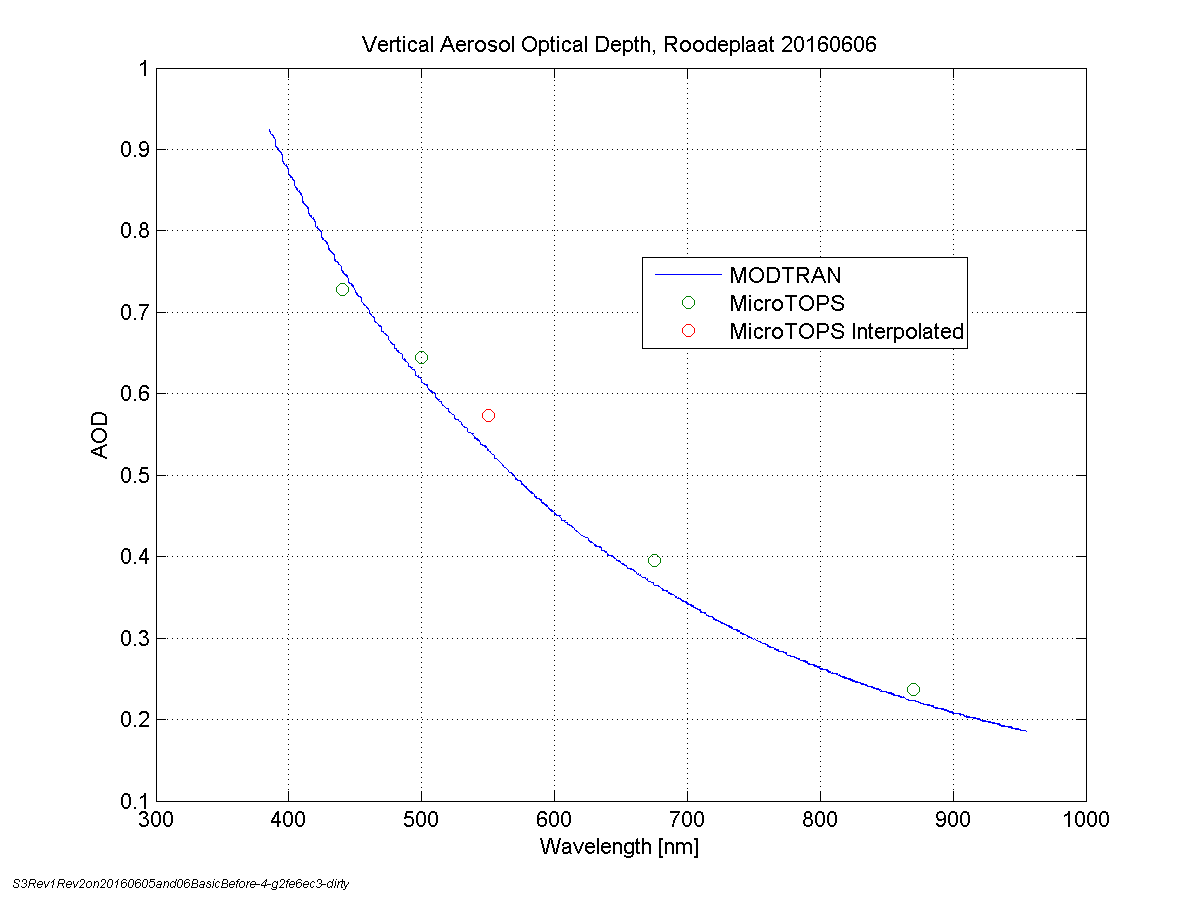 Vertical Aerosol Optical Depth, Roodeplaat 20160606
1
0.9
0.8
0.7
0.6
0.5
0.4
0.3
0.2
0.1
AOD
MODTRAN
MicroTOPS
MicroTOPS Interpolated
300 400 500 600 700 800 900 1000
Wavelength [nm]
S3Rev1Rev2on20160605and06BasicBefore-4-g2fe6ec3-dirty